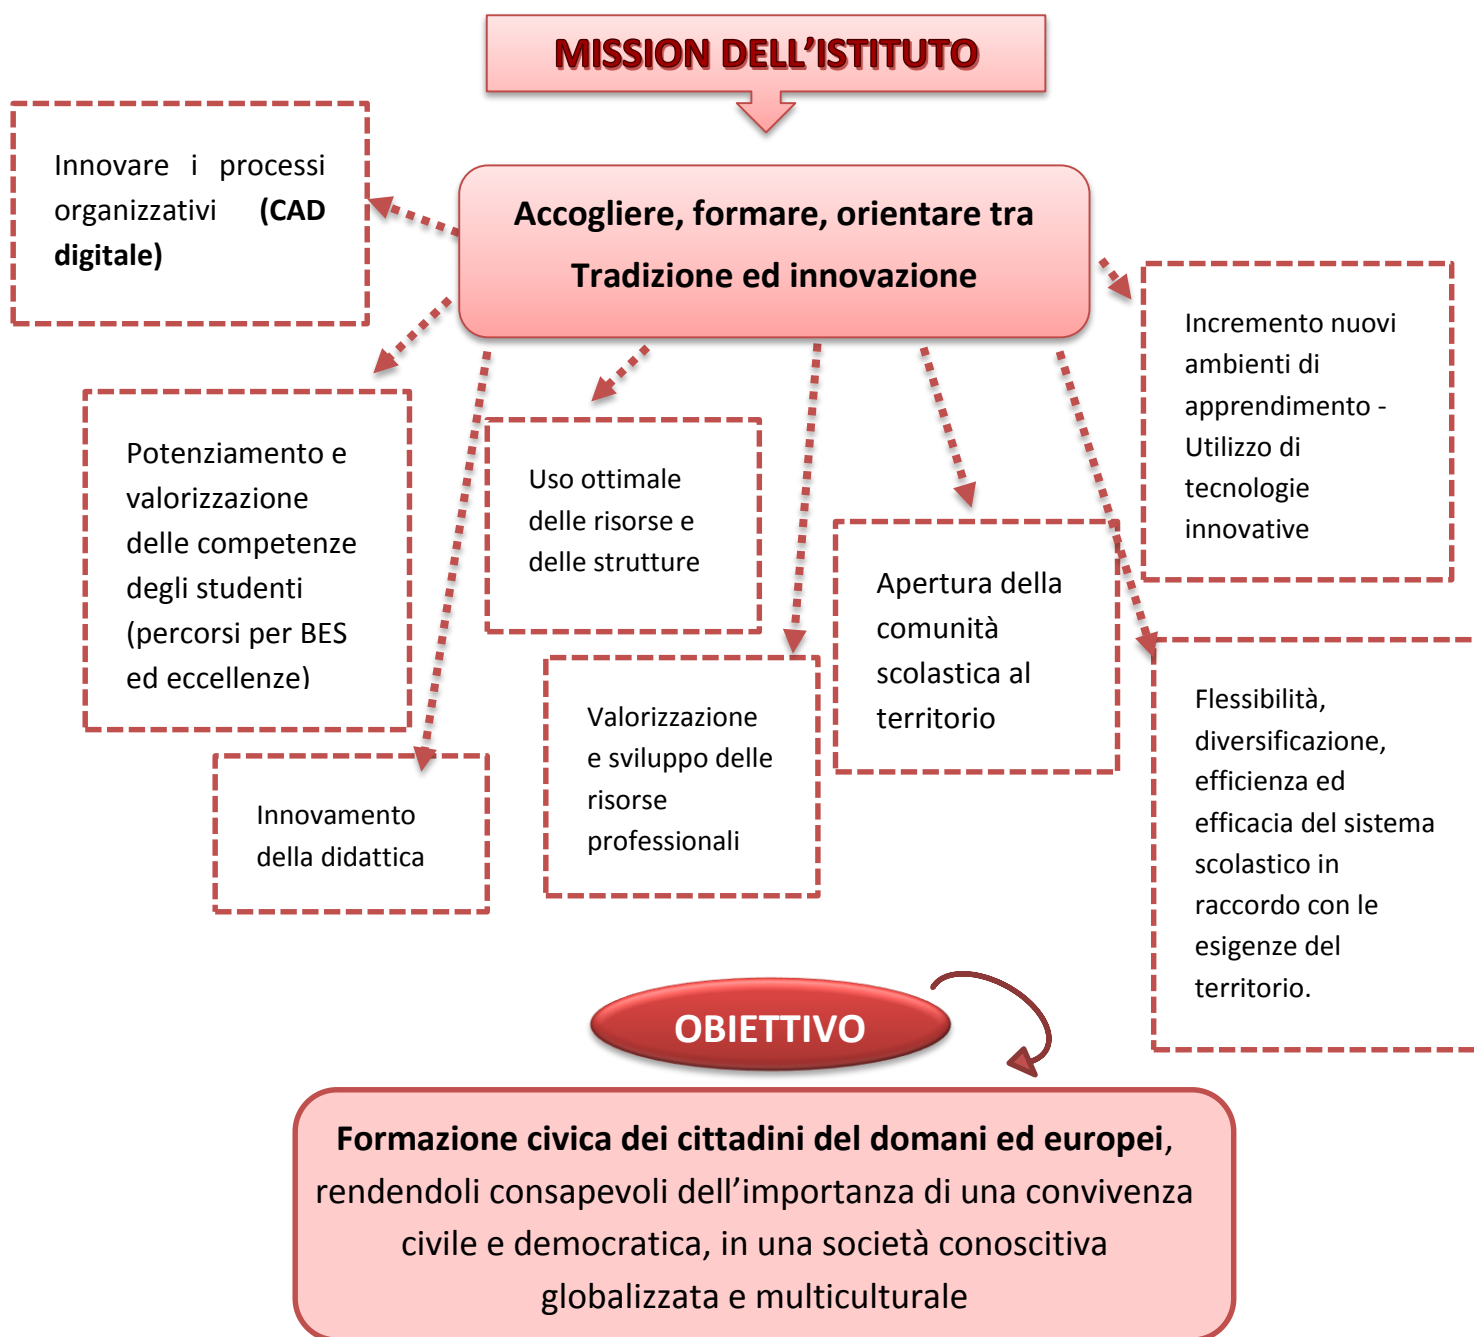 MISSION DELL’ISTITUTO
Accogliere, formare, orientare tra
Tradizione ed innovazione
Innovare i processi
organizzativi (CAD
digitale)
Incremento nuovi
ambienti di
apprendimento -
Utilizzo di
tecnologie
innovative
Potenziamento e
valorizzazione
delle competenze
degli studenti
(percorsi per BES
ed eccellenze)
Uso ottimale
delle risorse e
delle strutture
Apertura della
comunità
scolastica al
territorio
Flessibilità,
diversificazione,
efficienza ed
efficacia del sistema
scolastico in
raccordo con le
esigenze del
territorio.
Valorizzazione
e sviluppo delle
risorse
professionali
Innovamento
della didattica
OBIETTIVO
Formazione civica dei cittadini del domani ed europei,
rendendoli consapevoli dell’importanza di una convivenza
civile e democratica, in una società conoscitiva
globalizzata e multiculturale